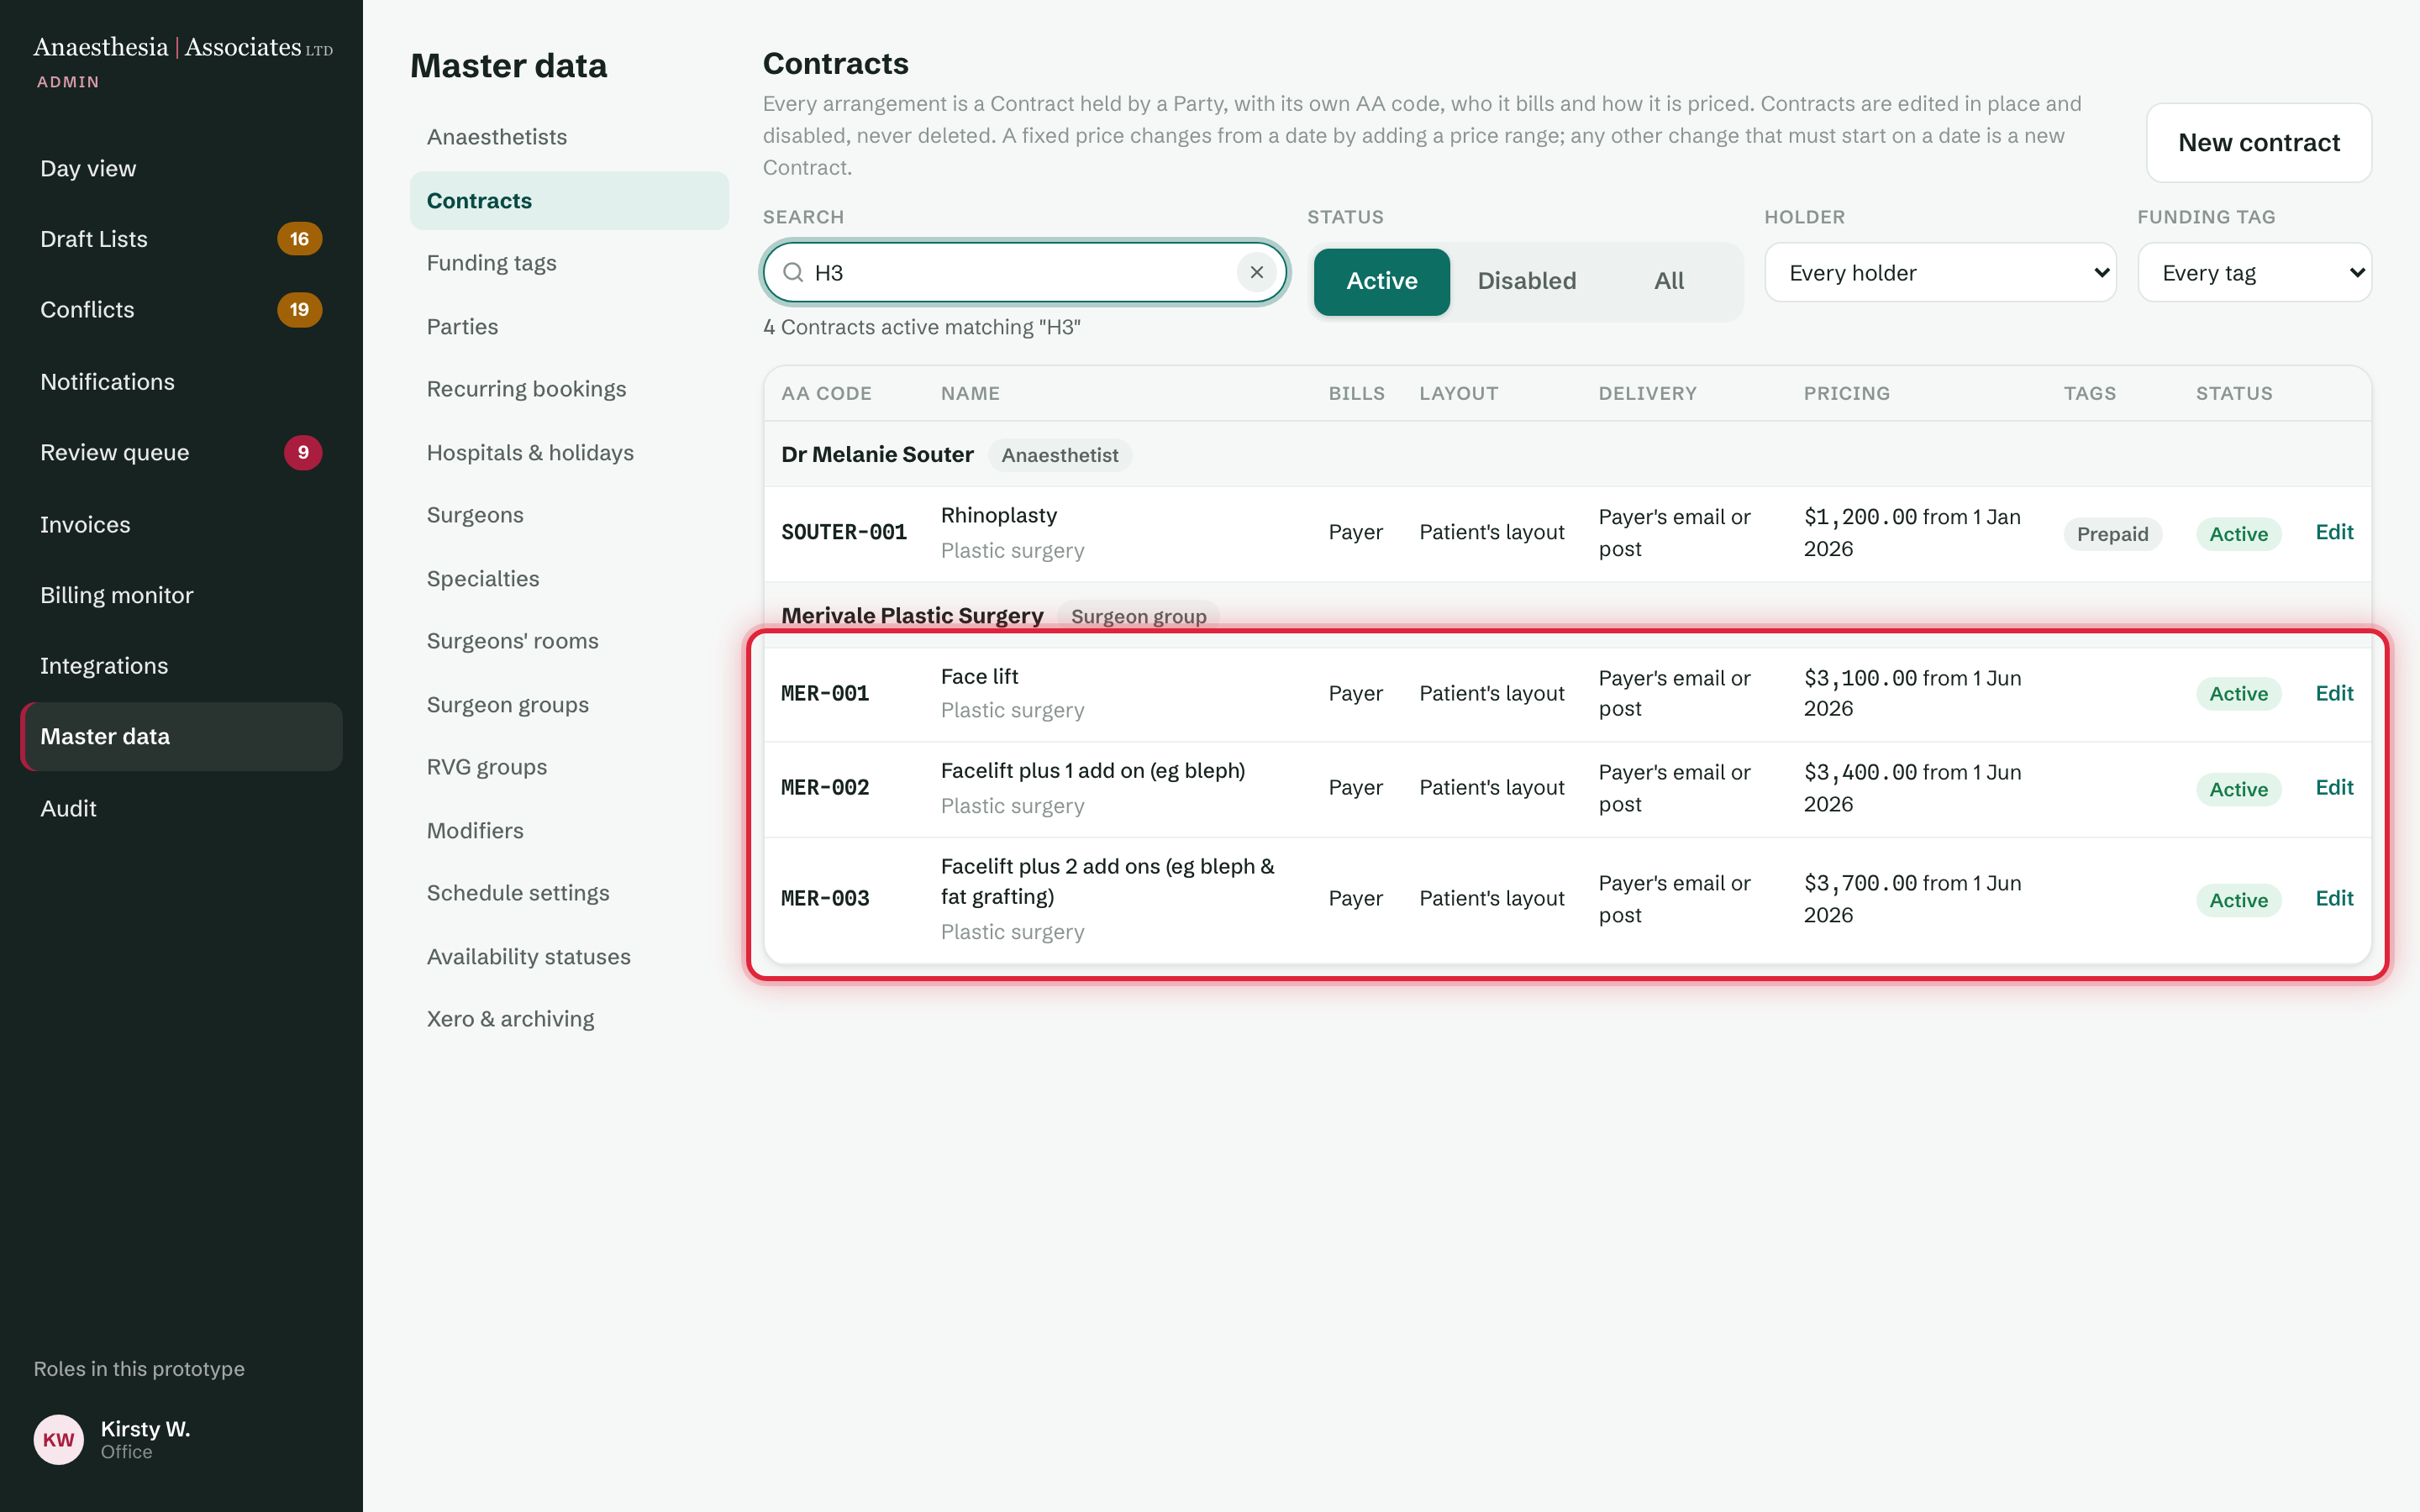 Anaesthesia | Associates LTD
ADMIN
Day view
Draft Lists 16
Conflicts 19
Notifications
Review queue 9
Invoices
Billing monitor
Integrations
Master data
Audit
Roles in this prototype
KW
Kirsty W.
Office
Master data
Anaesthetists
Contracts
Funding tags
Parties
Recurring bookings
Hospitals & holidays
Surgeons
Specialties
Surgeons' rooms
Surgeon groups
RVG groups
Modifiers
Schedule settings
Availability statuses
Xero & archiving
Contracts
Every arrangement is a Contract held by a Party, with its own AA code, who it bills and how it is priced. Contracts are edited in place and
disabled, never deleted. A fixed price changes from a date by adding a price range; any other change that must start on a date is a new
Contract.
New contract
SEARCH STATUS HOLDER FUNDING TAG
H3 Active Disabled All Every holder Every tag
4 Contracts active matching "H3"
AA CODE NAME BILLS LAYOUT DELIVERY PRICING TAGS STATUS
Dr Melanie Souter Anaesthetist
SOUTER-001 Rhinoplasty Payer Patient's layout Payer's email or $1,200.00 from 1 Jan Prepaid Active Edit
Plastic surgery post 2026
Merivale Plastic Surgery Surgeon group
MER-001 Face lift Payer Patient's layout Payer's email or $3,100.00 from 1 Jun Active Edit
Plastic surgery post 2026
MER-002 Facelift plus 1 add on (eg bleph) Payer Patient's layout Payer's email or $3,400.00 from 1 Jun Active Edit
Plastic surgery post 2026
MER-003 Facelift plus 2 add ons (eg bleph & Payer Patient's layout Payer's email or $3,700.00 from 1 Jun Active Edit
fat grafting) post 2026
Plastic surgery